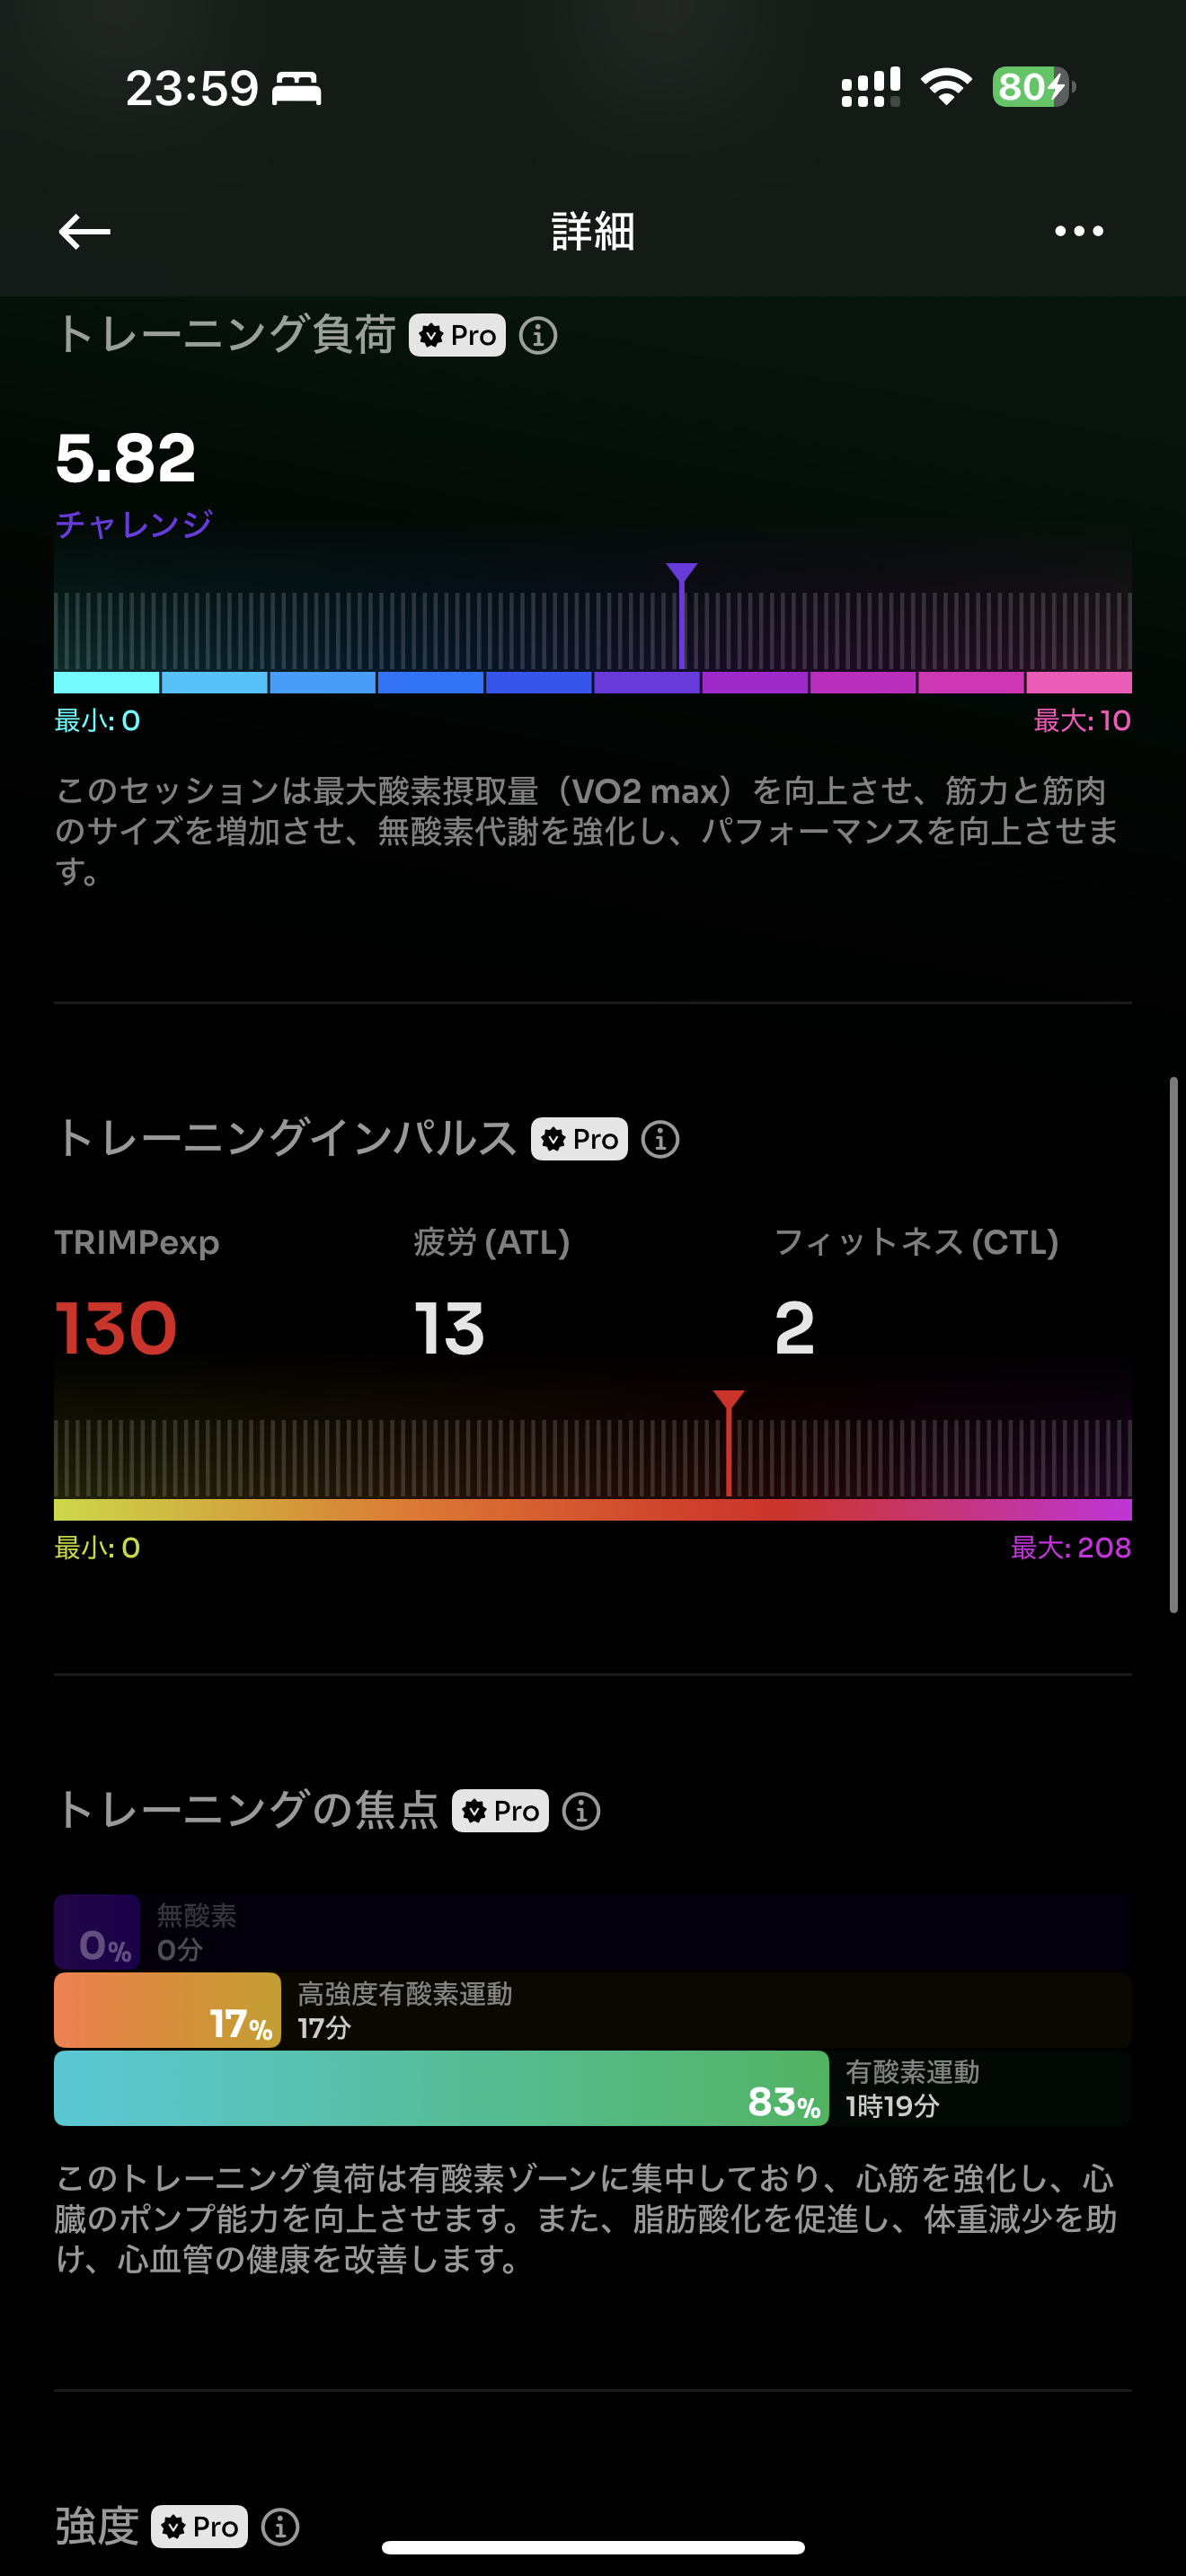 23:59
80
詳細
トレーニング負荷 Pro
5.82
チャレンジ
最小: 0
最大: 10
このセッションは最大酸素摂取量（VO2 max）を向上させ、筋力と筋肉
のサイズを増加させ、無酸素代謝を強化し、パフォーマンスを向上させま
す。
トレーニングインパルス Pro
TRIMPexp
疲労 (ATL)
フィットネス (CTL)
130
13
2
最小: 0
最大: 208
トレーニングの焦点 Pro
0%
無酸素
0分
17%
高強度有酸素運動
17分
83%
有酸素運動
1時19分
このトレーニング負荷は有酸素ゾーンに集中しており、心筋を強化し、心
臓のポンプ能力を向上させます。また、脂肪酸化を促進し、体重減少を助
け、心血管の健康を改善します。
強度 Pro